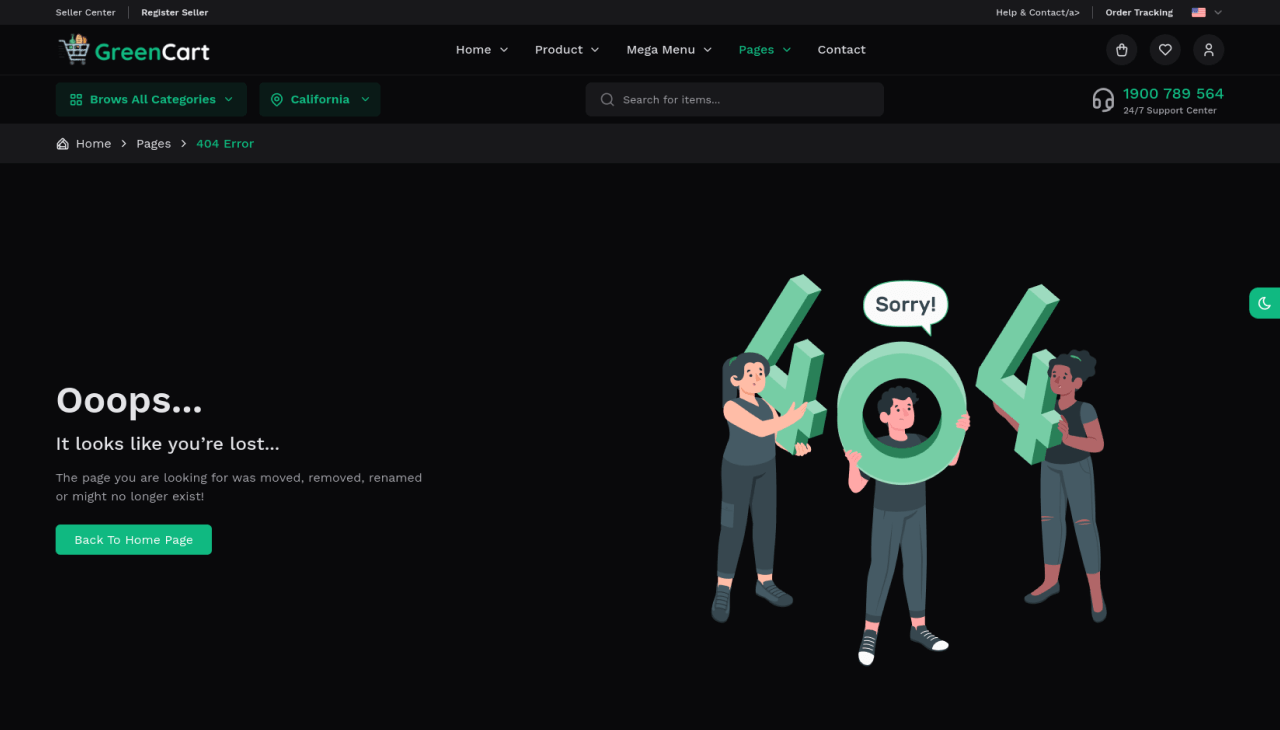 Seller Center
Register Seller
Help & Contact/a>
Order Tracking
GreenCart
Home
Product
Mega Menu
Pages
Contact
Brows All Categories
California
Search for items...
1900 789 564
24/7 Support Center
Home
Pages
404 Error
Ooops...
It looks like you’re lost...
The page you are looking for was moved, removed, renamed
or might no longer exist!
Back To Home Page
Sorry!
404